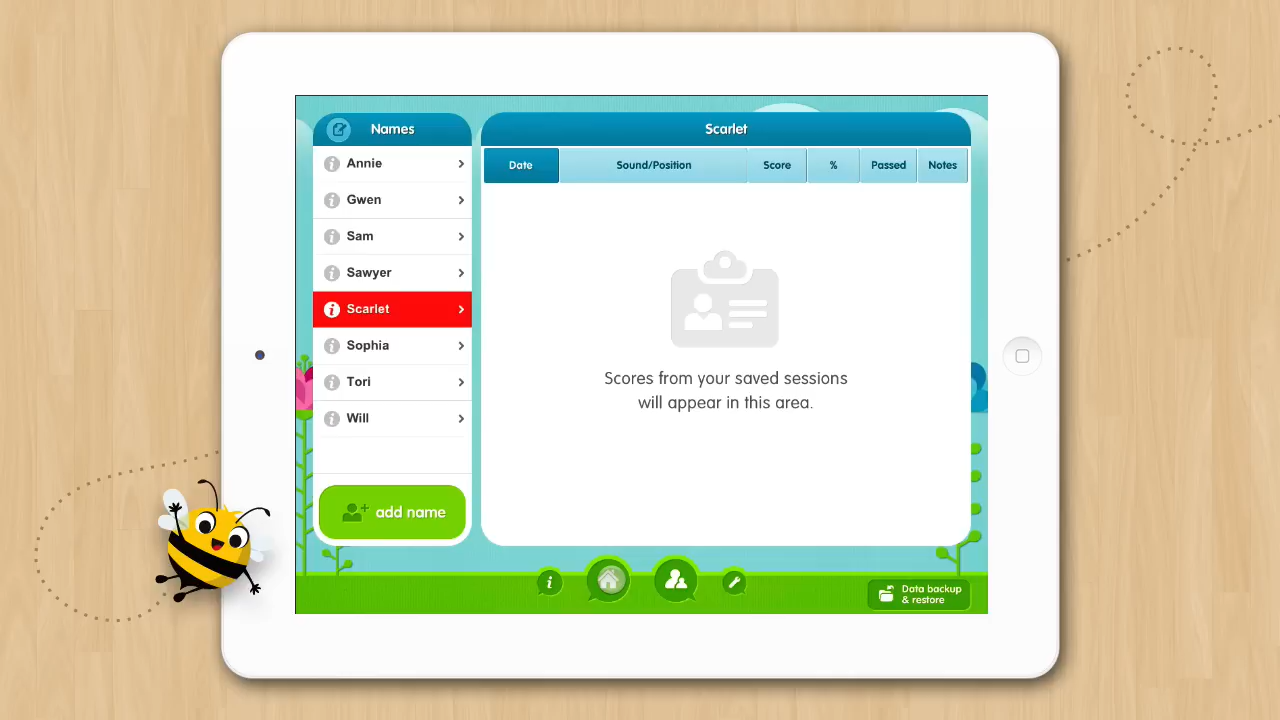 Names
Annie
Gwen
Sam
Sawyer
Scarlet
Sophia
Tori
Will
add name
Scarlet
Date Sound/Position Score % Passed Notes
Scores from your saved sessions
will appear in this area.
Data backup
& restore